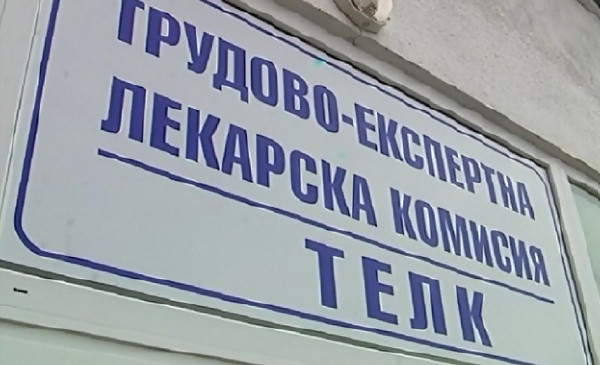 ТРУДОВО-ЕКСПЕРТНА
ЛЕКАРСКА КОМИСИЯ
ТЕЛК